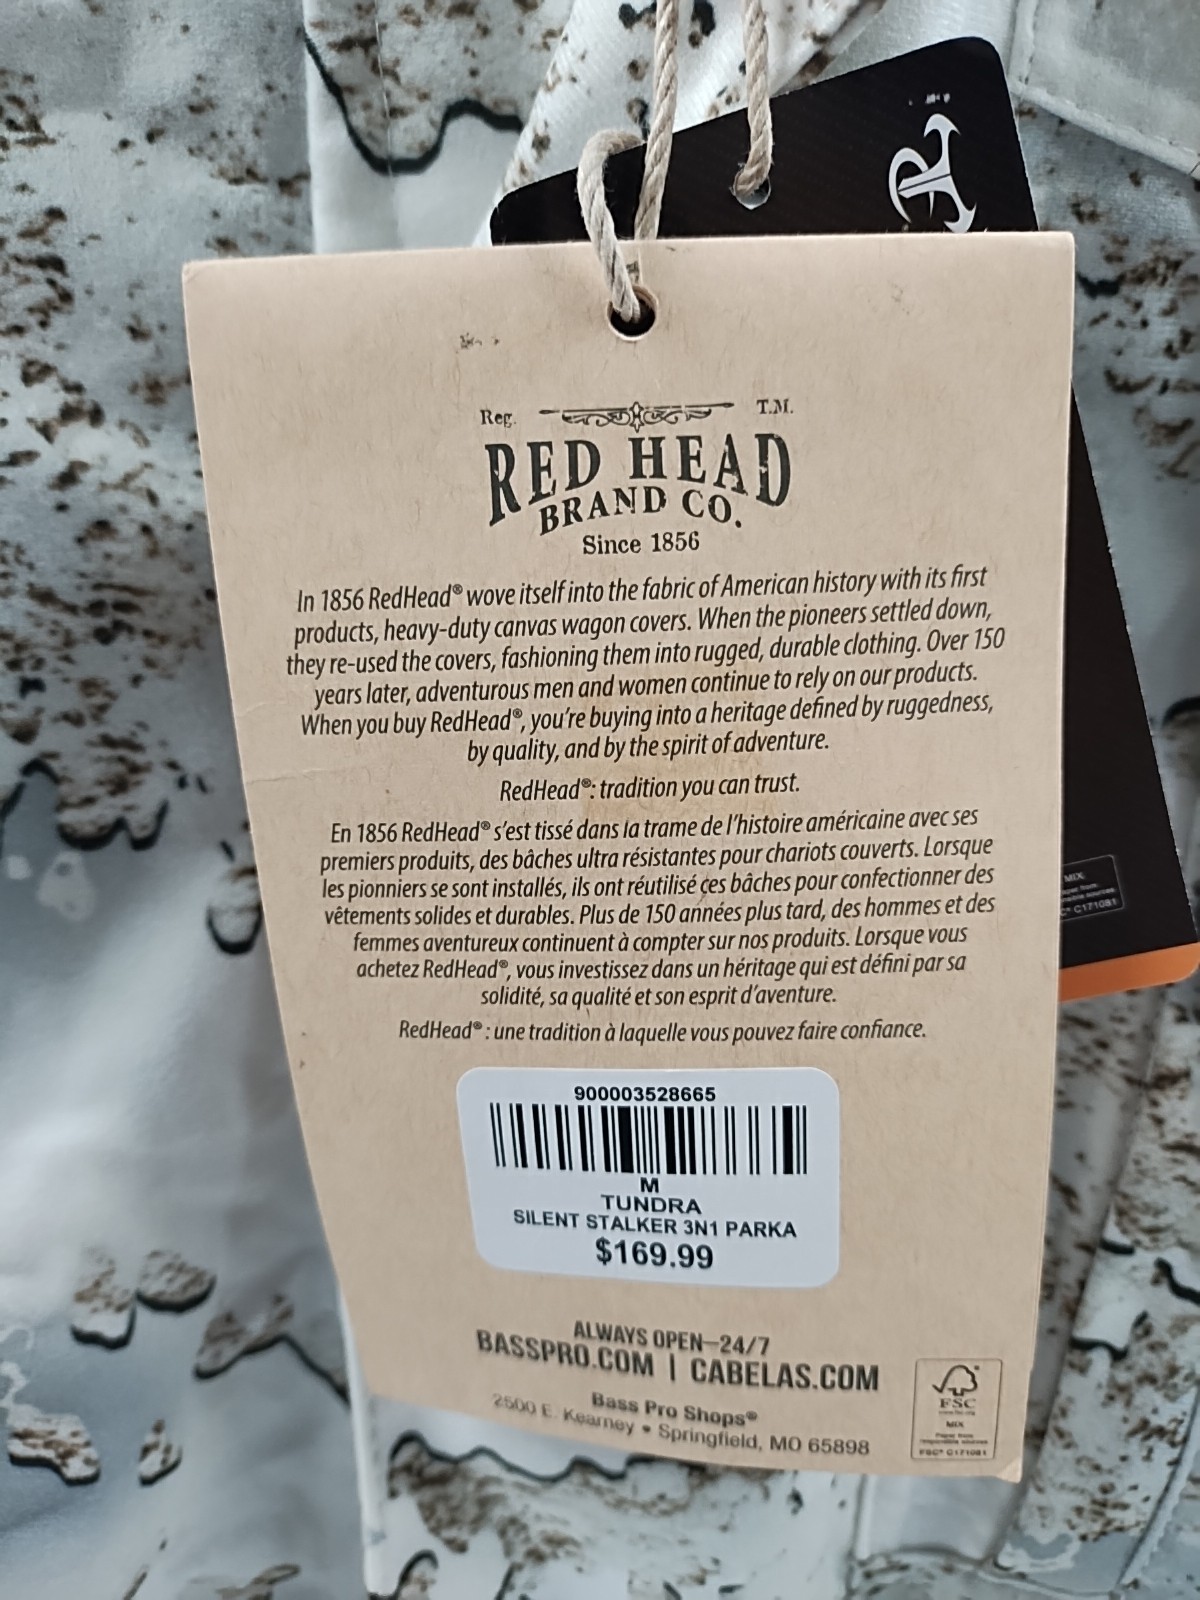 Reg. T.M.
RED HEAD
BRAND CO.
Since 1856
In 1856 RedHead® wove itself into the fabric of American history with its first
products, heavy-duty canvas wagon covers. When the pioneers settled down,
they re-used the covers, fashioning them into rugged, durable clothing. Over 150
years later, adventurous men and women continue to rely on our products.
When you buy RedHead®, you're buying into a heritage defined by ruggedness,
by quality, and by the spirit of adventure.
RedHead®: tradition you can trust.
En 1856 RedHead® s'est tissé dans la trame de l'histoire américaine avec ses
premiers produits, des bâches ultra résistantes pour chariots couverts. Lorsque
les pionniers se sont installés, ils ont réutilisé ces bâches pour confectionner des
vêtements solides et durables. Plus de 150 années plus tard, des hommes et des
femmes aventureux continuent à compter sur nos produits. Lorsque vous
achetez RedHead®, vous investissez dans un héritage qui est défini par sa
solidité, sa qualité et son esprit d'aventure.
RedHead® : une tradition à laquelle vous pouvez faire confiance.
900003528665
M
TUNDRA
SILENT STALKER 3N1 PARKA
$169.99
ALWAYS OPEN—24/7
BASSPRO.COM | CABELAS.COM
Bass Pro Shops®
2500 E. Kearney • Springfield, MO 65898
FSC
MIX
Paper from
responsible sources
FSC® C171081
MIX
C171081